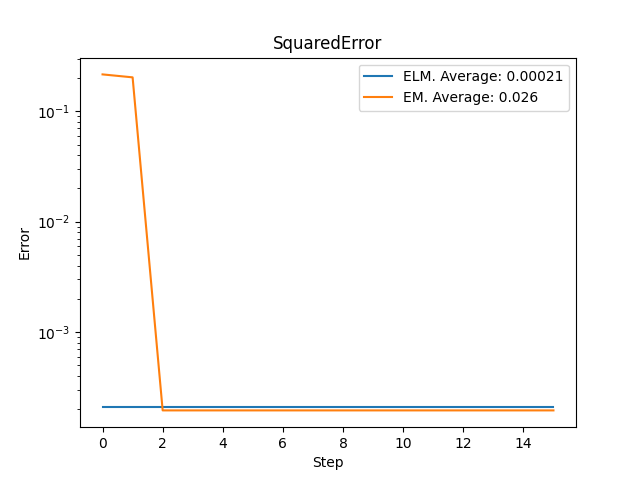 SquaredError
ELM. Average: 0.00021
EM. Average: 0.026
Error
10⁻¹
10⁻²
10⁻³
0 2 4 6 8 10 12 14
Step